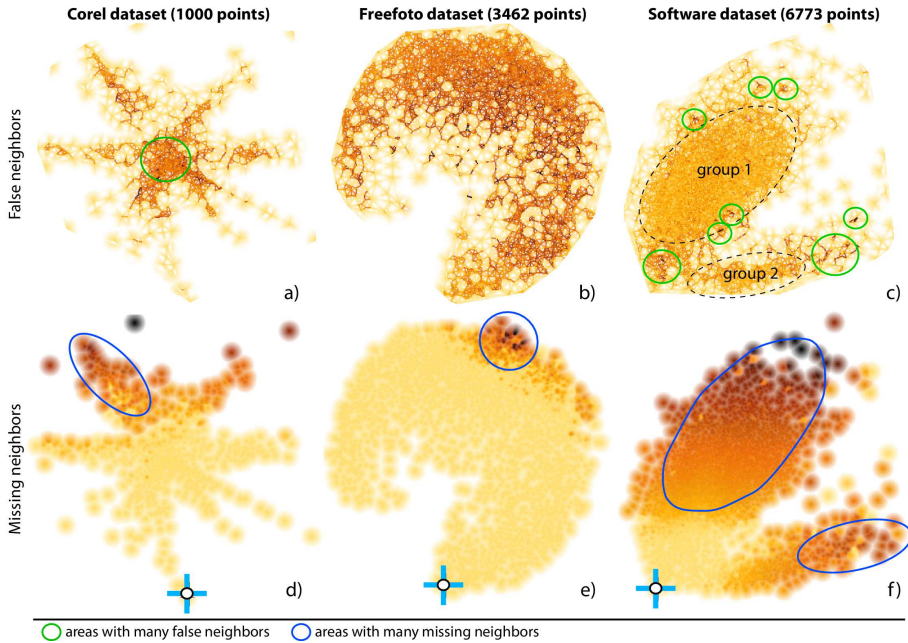 Corel dataset (1000 points)
Freefoto dataset (3462 points)
Software dataset (6773 points)
False neighbors
group 1
group 2
a)
b)
c)
Missing neighbors
d)
e)
f)
areas with many false neighbors
areas with many missing neighbors